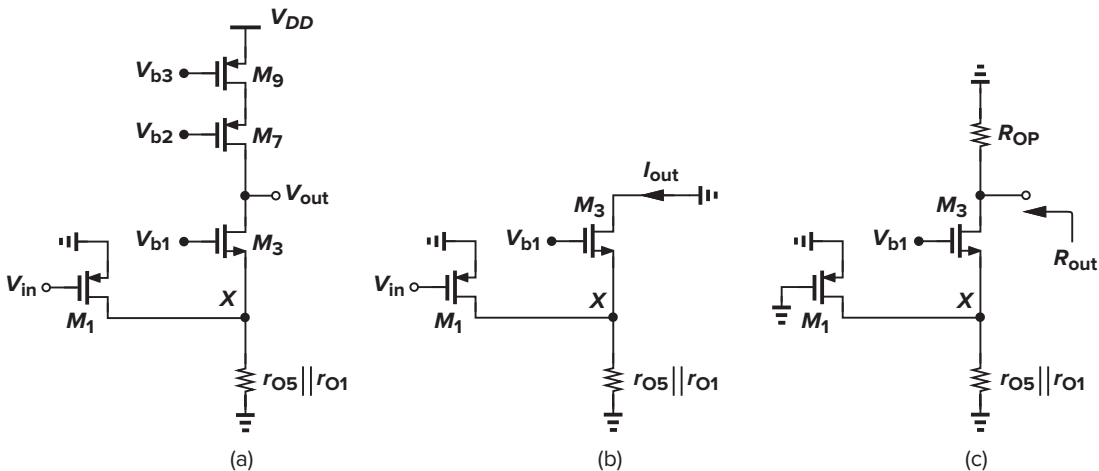 V_DD
V_b3
M_9
V_b2
M_7
V_out
M_3
V_b1
V_in
M_1
X
r_O5||r_O1
(a)
I_out
M_3
V_b1
V_in
M_1
X
r_O5||r_O1
(b)
R_OP
M_3
V_b1
R_out
M_1
X
r_O5||r_O1
(c)